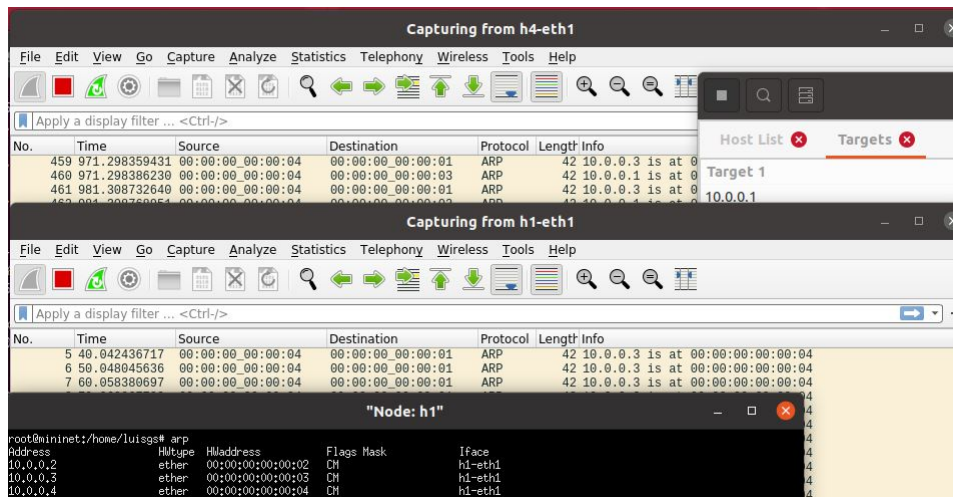 Capturing from h4-eth1
File Edit View Go Capture Analyze Statistics Telephony Wireless Tools Help
Apply a display filter ... <Ctrl-/>
No. Time Source Destination Protocol Length Info
459 971.298359431 00:00:00_00:00:04 00:00:00_00:00:01 ARP 42 10.0.0.3 is at 0
460 971.298386230 00:00:00_00:00:04 00:00:00_00:00:03 ARP 42 10.0.0.1 is at 0
461 981.308732640 00:00:00_00:00:04 00:00:00_00:00:01 ARP 42 10.0.0.3 is at 0
Host List Targets
Target 1
10.0.0.1
Capturing from h1-eth1
File Edit View Go Capture Analyze Statistics Telephony Wireless Tools Help
Apply a display filter ... <Ctrl-/>
No. Time Source Destination Protocol Length Info
5 40.042436717 00:00:00_00:00:04 00:00:00_00:00:01 ARP 42 10.0.0.3 is at 00:00:00:00:00:04
6 50.048045636 00:00:00_00:00:04 00:00:00_00:00:01 ARP 42 10.0.0.3 is at 00:00:00:00:00:04
7 60.058380697 00:00:00_00:00:04 00:00:00_00:00:01 ARP 42 10.0.0.3 is at 00:00:00:00:00:04
"Node: h1"
root@mininet:/home/luisgs# arp
Address HWtype HWaddress Flags Mask Iface
10.0.0.2 ether 00:00:00:00:00:02 CM h1-eth1
10.0.0.3 ether 00:00:00:00:00:03 CM h1-eth1
10.0.0.4 ether 00:00:00:00:00:04 CM h1-eth1